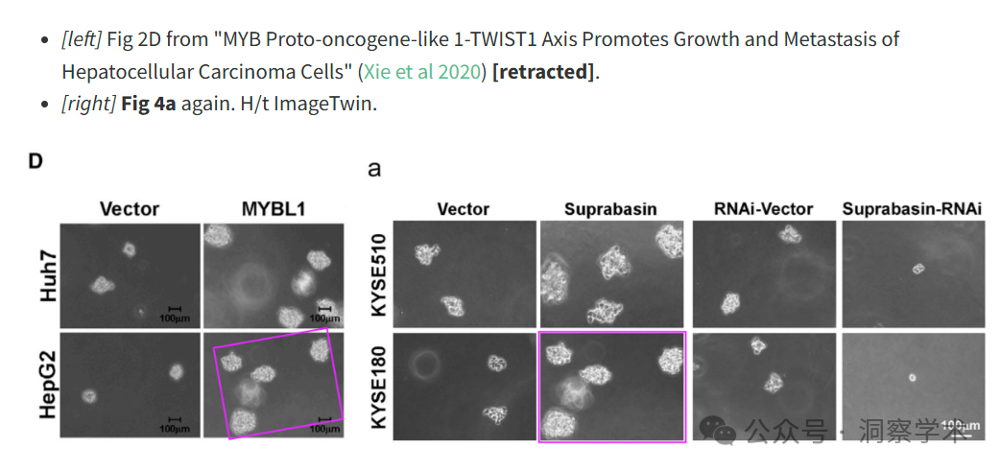 • [left] Fig 2D from "MYB Proto-oncogene-like 1-TWIST1 Axis Promotes Growth and Metastasis of
Hepatocellular Carcinoma Cells" (Xie et al 2020) [retracted].
• [right] Fig 4a again. H/t ImageTwin.
D
Vector MYBL1
Huh7
100μm 100μm
HepG2
100μm 100μm
a
Vector Suprabasin RNAi-Vector Suprabasin-RNAi
KYSE510
KYSE180
100μm
公众号 · 洞察学术